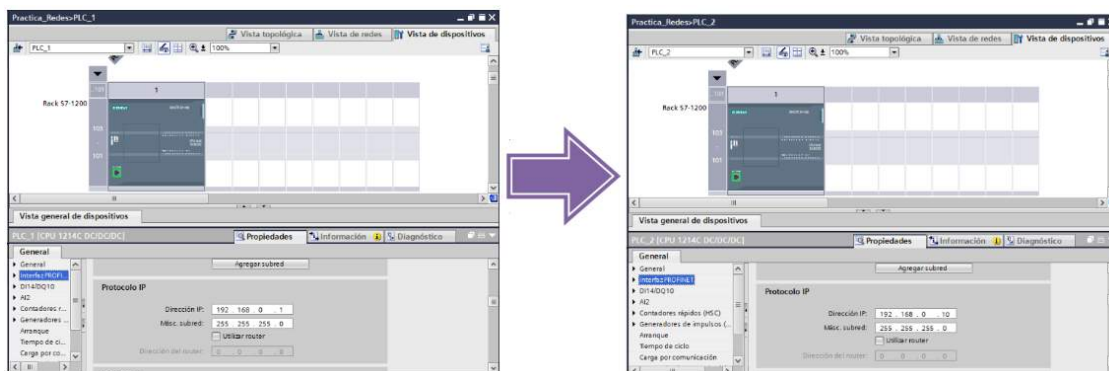 Practica_Redes>PLC_1
Vista topológica Vista de redes Vista de dispositivos
PLC_1 100%
1
Rack S7-1200
103
101
Vista general de dispositivos
PLC_1 [CPU 1214C DC/DC/DC]
Propiedades Información Diagnóstico
General
General
Interfaz PROFI...
DI14/DQ10
AI2
Contadores r...
Generadores ...
Arranque
Tiempo de ci...
Carga por co...
Agregar subred
Protocolo IP
Dirección IP: 192 . 168 . 0 . 1
Másc. subred: 255 . 255 . 255 . 0
Utilizar router
Dirección del router: 0 . 0 . 0 . 0
Practica_Redes>PLC_2
Vista topológica Vista de redes Vista de dispositivos
PLC_2 100%
1
Rack S7-1200
103
101
Vista general de dispositivos
PLC_2 [CPU 1214C DC/DC/DC]
Propiedades Información Diagnóstico
General
General
Interfaz PROFINET
DI14/DQ10
AI2
Contadores rápidos (HSC)
Generadores de impulsos (...
Arranque
Tiempo de ciclo
Carga por comunicación
Agregar subred
Protocolo IP
Dirección IP: 192 . 168 . 0 . 10
Másc. subred: 255 . 255 . 255 . 0
Utilizar router
Dirección del router: 0 . 0 . 0 . 0